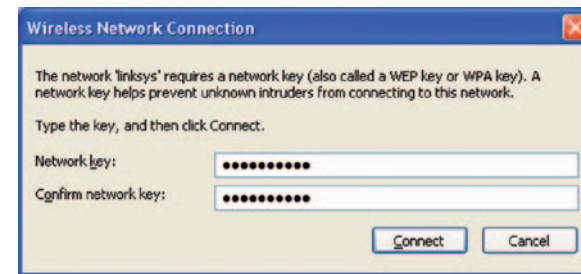 Wireless Network Connection
The network 'linksys' requires a network key (also called a WEP key or WPA key). A
network key helps prevent unknown intruders from connecting to this network.
Type the key, and then click Connect.
Network key: ●●●●●●●●●●
Confirm network key: ●●●●●●●●●●
Connect Cancel